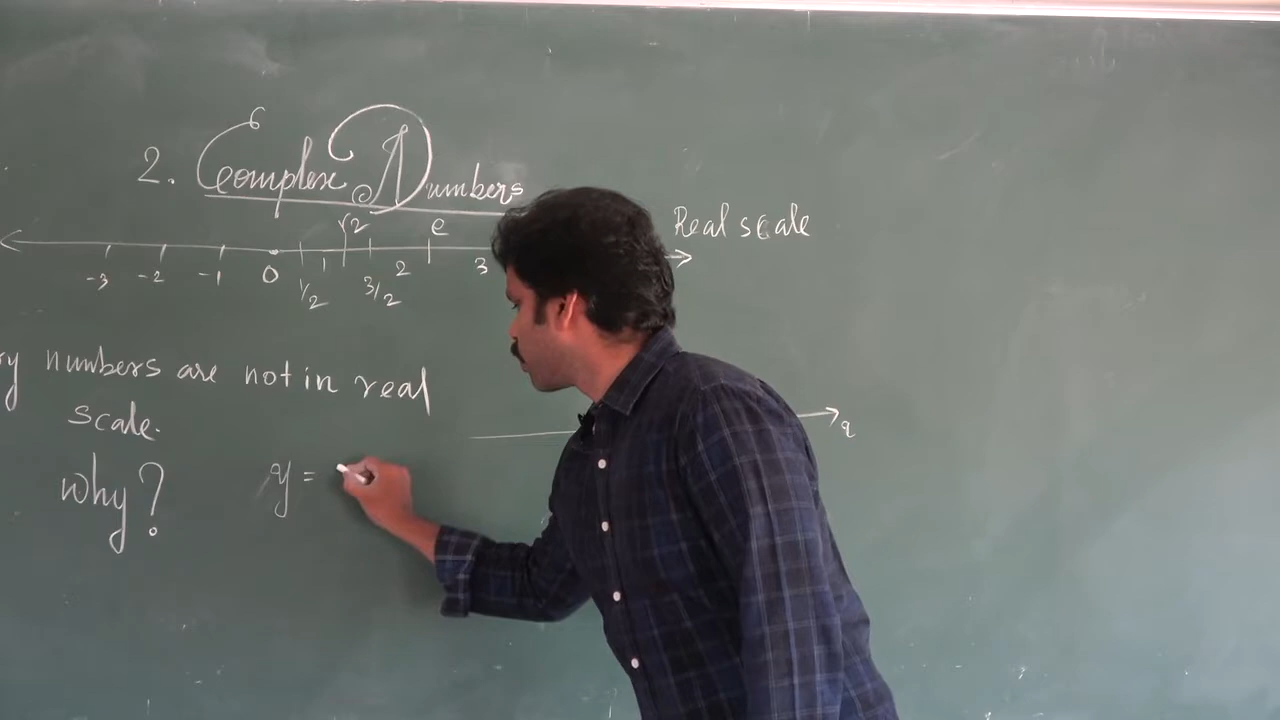 2. Complex Numbers
√2 e Real scale
-3 -2 -1 0 1/2 1 3/2 2 3
y numbers are not in real
scale.
why? y =